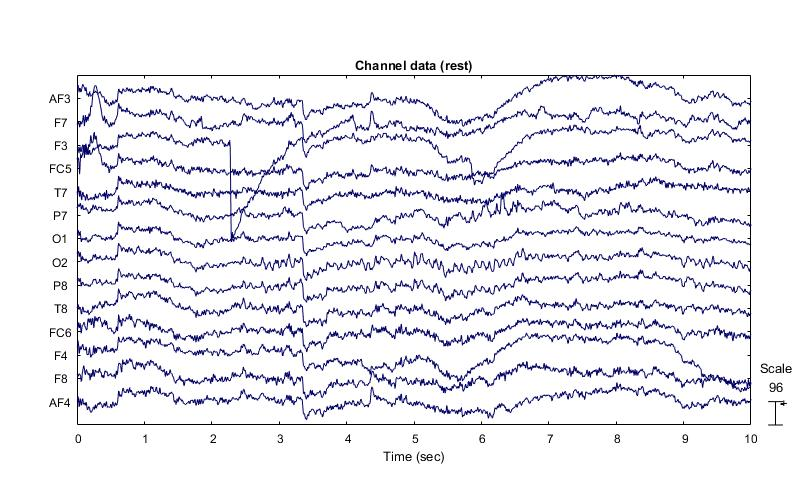 Channel data (rest)
AF3
F7
F3
FC5
T7
P7
O1
O2
P8
T8
FC6
F4
F8
AF4
Scale
96
0 1 2 3 4 5 6 7 8 9 10
Time (sec)